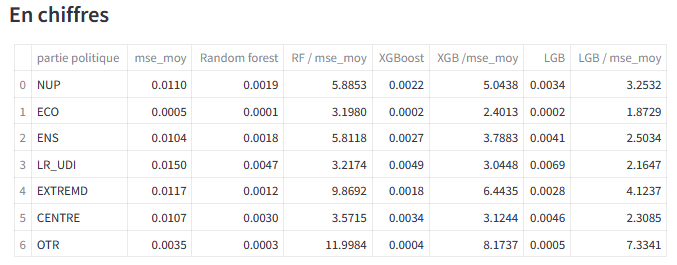 En chiffres
partie politique mse_moy Random forest RF / mse_moy XGBoost XGB /mse_moy LGB LGB / mse_moy
0 NUP 0.0110 0.0019 5.8853 0.0022 5.0438 0.0034 3.2532
1 ECO 0.0005 0.0001 3.1980 0.0002 2.4013 0.0002 1.8729
2 ENS 0.0104 0.0018 5.8118 0.0027 3.7883 0.0041 2.5034
3 LR_UDI 0.0150 0.0047 3.2174 0.0049 3.0448 0.0069 2.1647
4 EXTREMD 0.0117 0.0012 9.8692 0.0018 6.4435 0.0028 4.1237
5 CENTRE 0.0107 0.0030 3.5715 0.0034 3.1244 0.0046 2.3085
6 OTR 0.0035 0.0003 11.9984 0.0004 8.1737 0.0005 7.3341